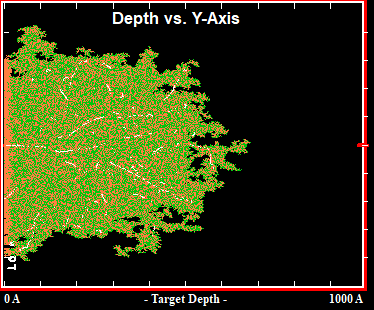 Depth vs. Y-Axis
0 A - Target Depth - 1000 A